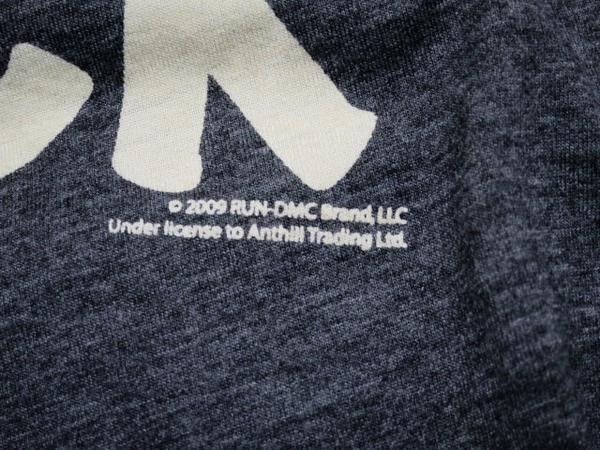 © 2009 RUN-DMC Brand, LLC
Under license to Anthill Trading Ltd.